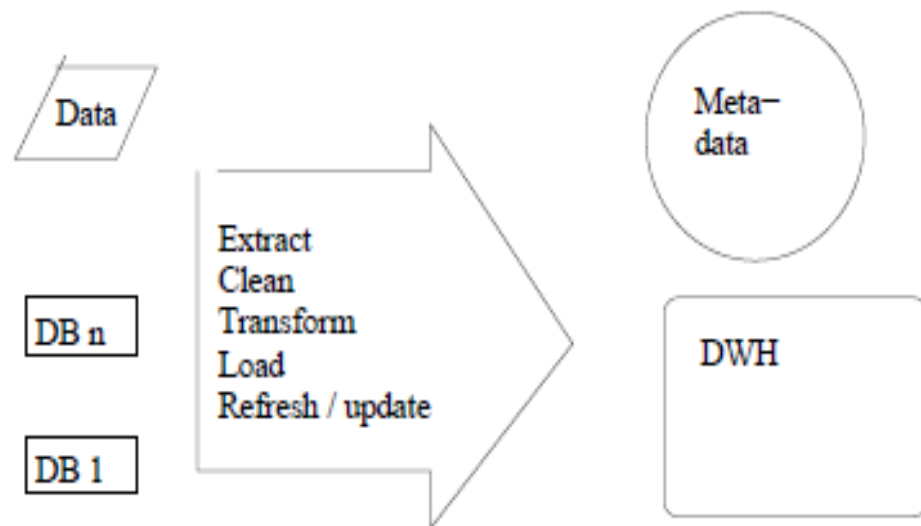 Data
Meta–
data
Extract
Clean
Transform
Load
Refresh / update
DB n
DWH
DB 1